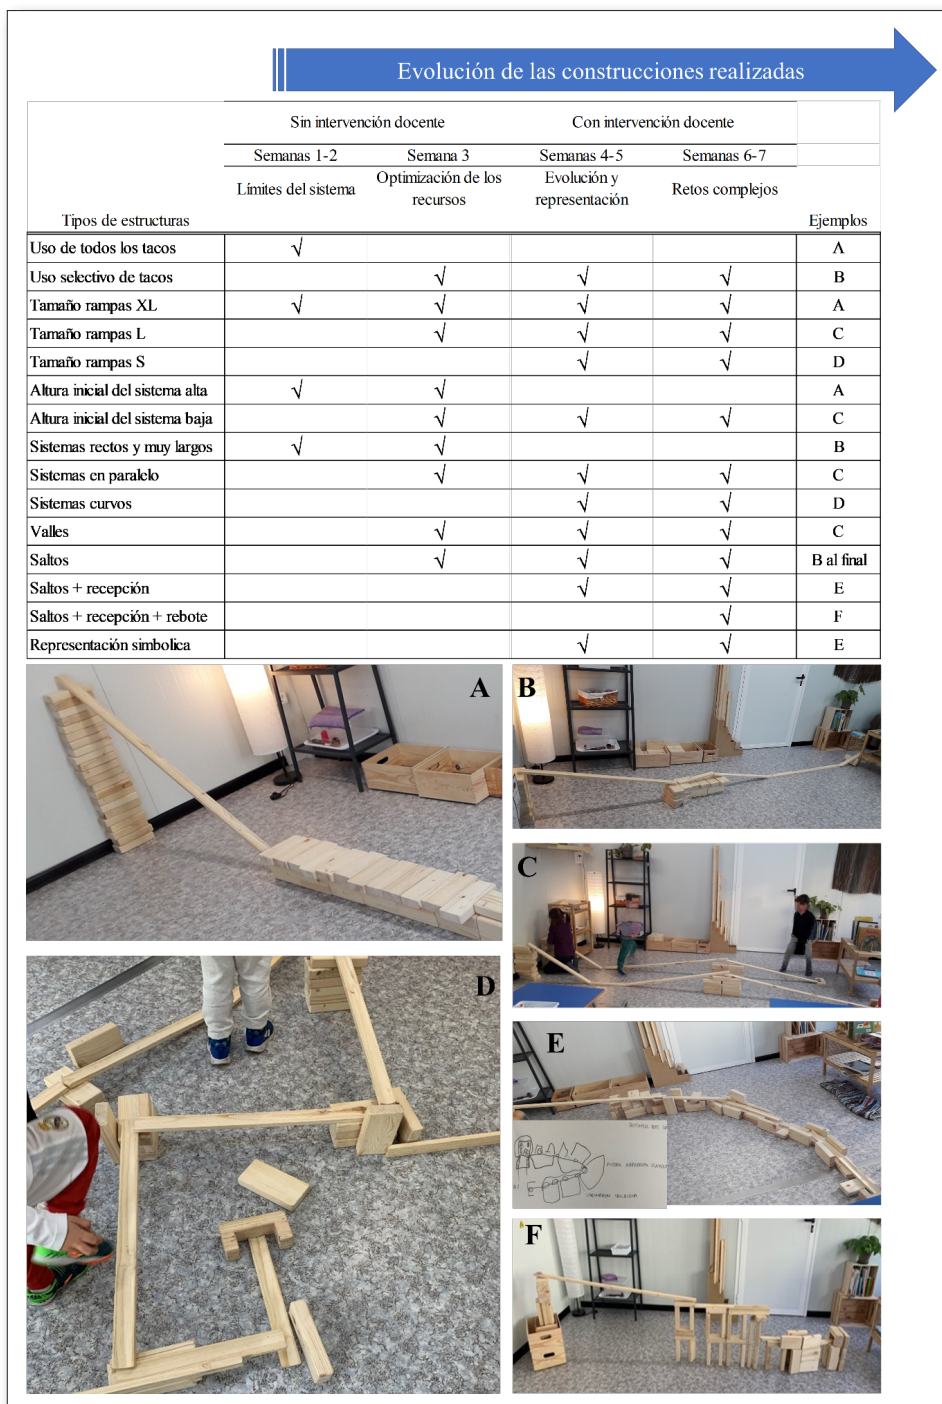 Evolución de las construcciones realizadas
Sin intervención docente Con intervención docente
Semanas 1-2 Semana 3 Semanas 4-5 Semanas 6-7
Tipos de estructuras Límites del sistema Optimización de los recursos Evolución y representación Retos complejos Ejemplos
Uso de todos los tacos √ A
Uso selectivo de tacos √ √ √ B
Tamaño rampas XL √ √ √ √ A
Tamaño rampas L √ √ √ C
Tamaño rampas S √ √ D
Altura inicial del sistema alta √ √ A
Altura inicial del sistema baja √ √ √ C
Sistemas rectos y muy largos √ √ B
Sistemas en paralelo √ √ √ C
Sistemas curvos √ √ D
Valles √ √ √ C
Saltos √ √ √ B al final
Saltos + recepción √ √ E
Saltos + recepción + rebote √ F
Representación simbolica √ √ E
A
B
C
D
E
F